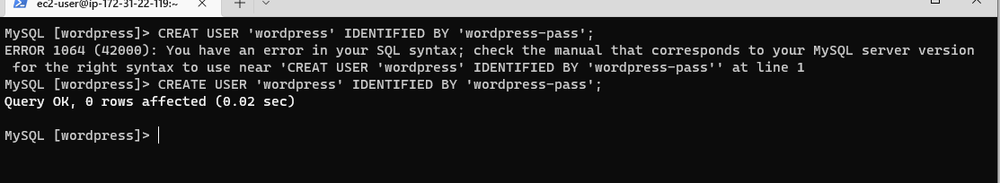 ec2-user@ip-172-31-22-119:~
MySQL [wordpress]> CREAT USER 'wordpress' IDENTIFIED BY 'wordpress-pass';
ERROR 1064 (42000): You have an error in your SQL syntax; check the manual that corresponds to your MySQL server version
 for the right syntax to use near 'CREAT USER 'wordpress' IDENTIFIED BY 'wordpress-pass'' at line 1
MySQL [wordpress]> CREATE USER 'wordpress' IDENTIFIED BY 'wordpress-pass';
Query OK, 0 rows affected (0.02 sec)
MySQL [wordpress]>